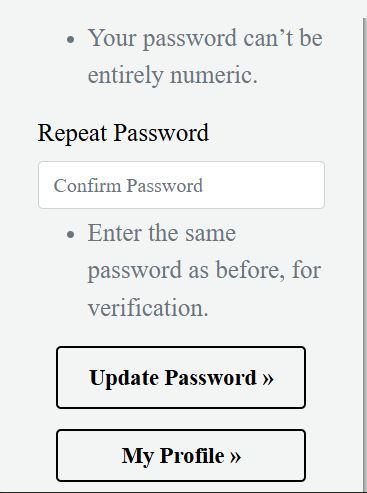 Your password can’t be
entirely numeric.
Repeat Password
Confirm Password
Enter the same
password as before, for
verification.
Update Password »
My Profile »